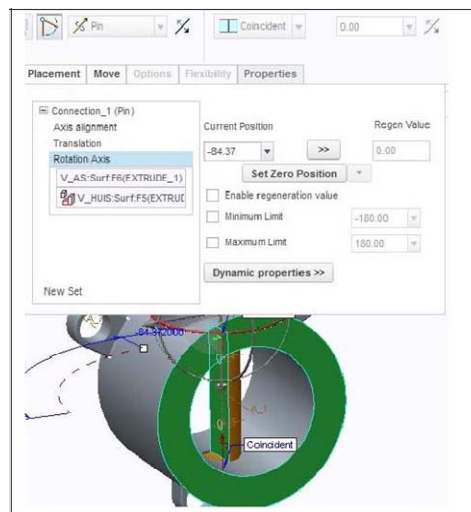 Pin
Coincident
0.00
Placement Move Options Flexibility Properties
Connection_1 (Pin)
Axis alignment
Translation
Rotation Axis
V_AS:Surf:F6(EXTRUDE_1)
V_HUIS:Surf:F5(EXTRUD
New Set
Current Position
Regen Value
-84.37
>>
0.00
Set Zero Position
Enable regeneration value
Minimum Limit
-180.00
Maximum Limit
180.00
Dynamic properties >>
Coincident